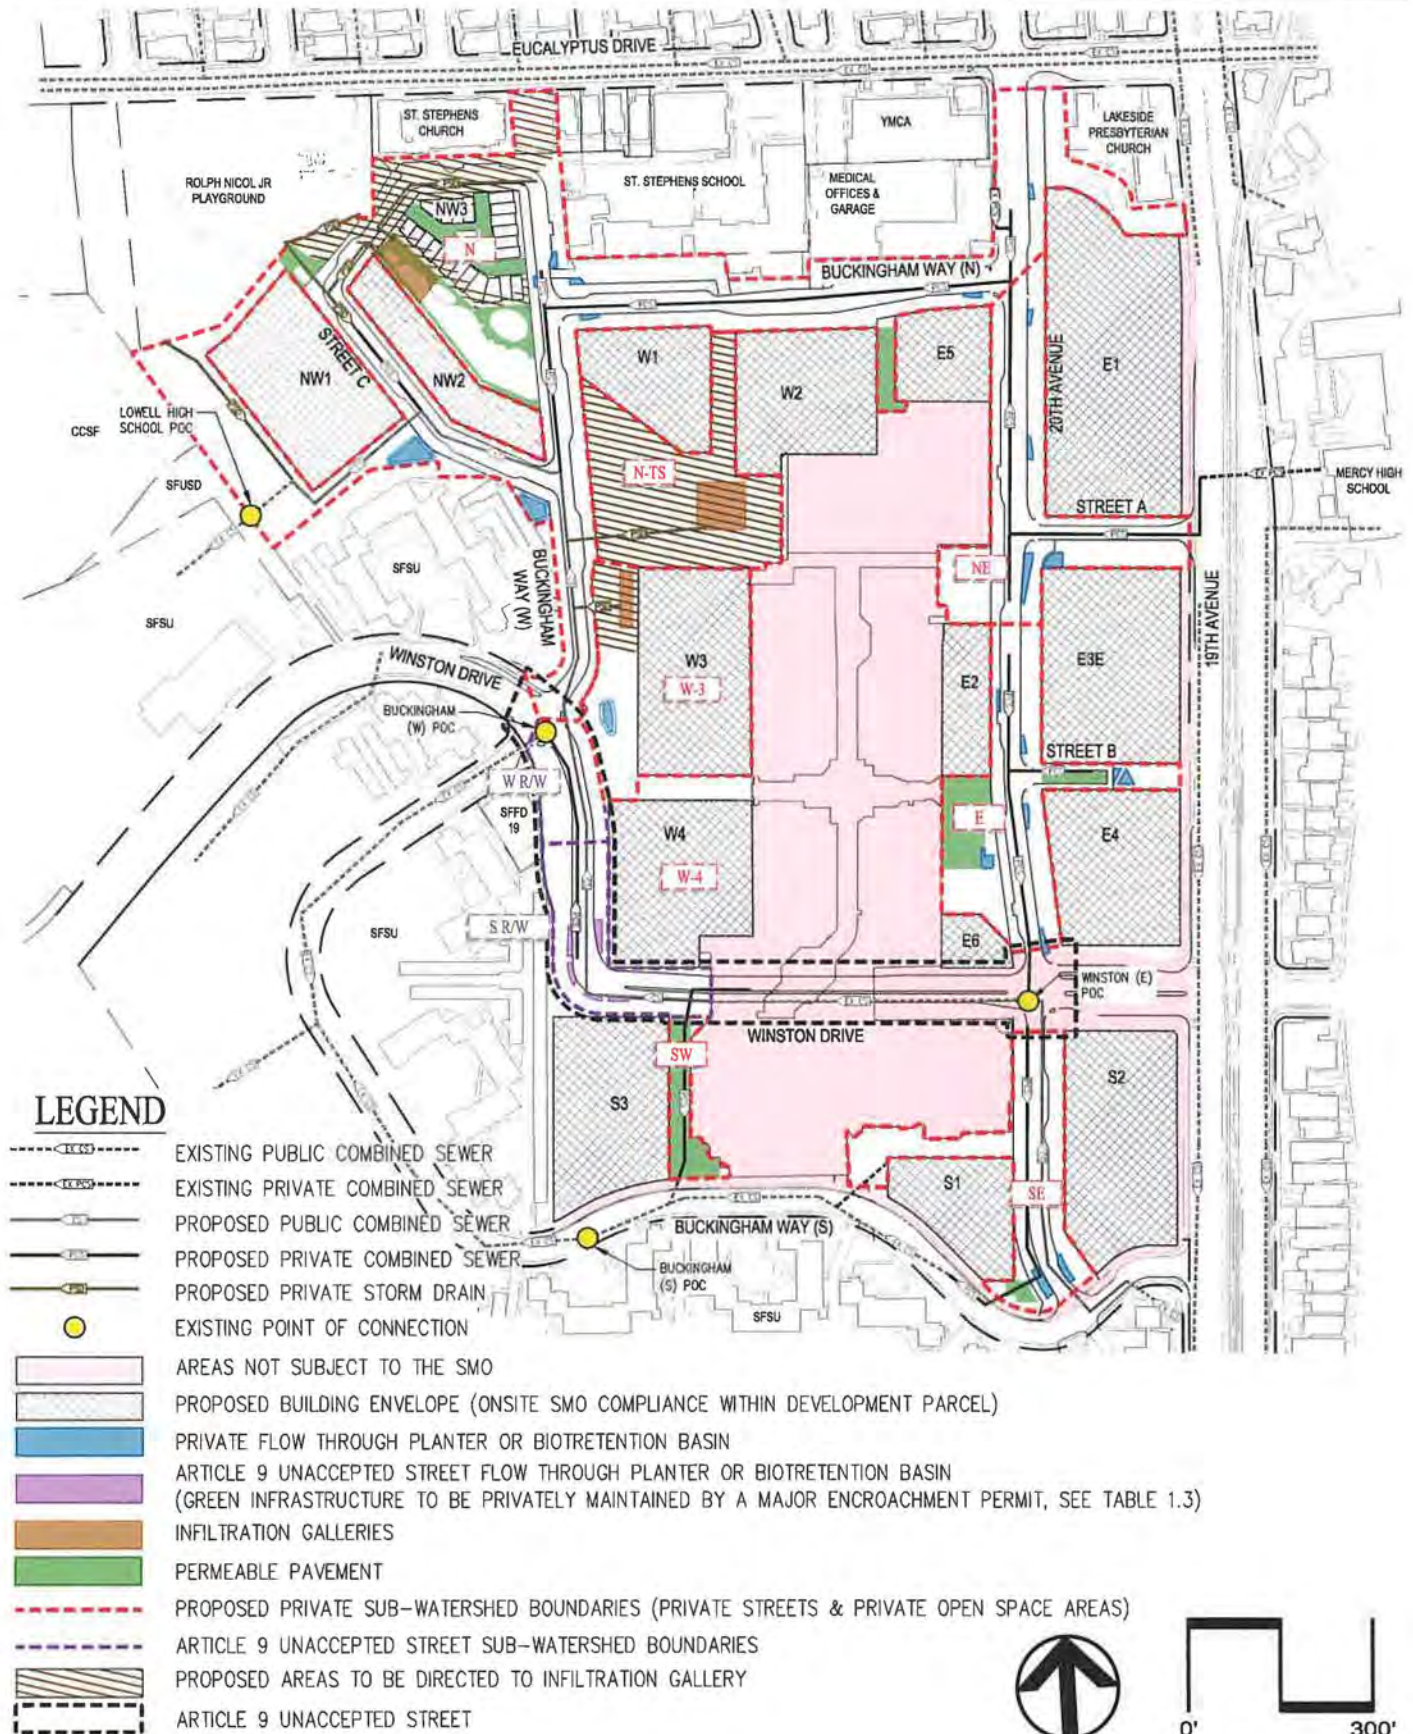 EUCALYPTUS DRIVE
ST. STEPHENS
CHURCH
YMCA
LAKESIDE
PRESBYTERIAN
CHURCH
ROLPH NICOL JR
PLAYGROUND
ST. STEPHENS SCHOOL
MEDICAL
OFFICES &
GARAGE
NW3
N
BUCKINGHAM WAY (N)
STREET C
NW1
NW2
W1
W2
E5
20TH AVENUE
E1
LOWELL HIGH
SCHOOL POC
CCSF
SFUSD
N-TS
MERCY HIGH
SCHOOL
STREET A
SFSU
BUCKINGHAM
WAY (W)
NE
19TH AVENUE
SFSU
WINSTON DRIVE
W3
W-3
E2
E3E
BUCKINGHAM
(W) POC
STREET B
W R/W
SFFD
19
W4
W-4
E
E4
S R/W
SFSU
E6
WINSTON (E)
POC
WINSTON DRIVE
SW
S3
S2
S1
SE
BUCKINGHAM WAY (S)
BUCKINGHAM
(S) POC
SFSU
LEGEND
EX CS EXISTING PUBLIC COMBINED SEWER
EX PCS EXISTING PRIVATE COMBINED SEWER
PROPOSED PUBLIC COMBINED SEWER
PROPOSED PRIVATE COMBINED SEWER
PROPOSED PRIVATE STORM DRAIN
EXISTING POINT OF CONNECTION
AREAS NOT SUBJECT TO THE SMO
PROPOSED BUILDING ENVELOPE (ONSITE SMO COMPLIANCE WITHIN DEVELOPMENT PARCEL)
PRIVATE FLOW THROUGH PLANTER OR BIOTRETENTION BASIN
ARTICLE 9 UNACCEPTED STREET FLOW THROUGH PLANTER OR BIOTRETENTION BASIN
(GREEN INFRASTRUCTURE TO BE PRIVATELY MAINTAINED BY A MAJOR ENCROACHMENT PERMIT, SEE TABLE 1.3)
INFILTRATION GALLERIES
PERMEABLE PAVEMENT
PROPOSED PRIVATE SUB-WATERSHED BOUNDARIES (PRIVATE STREETS & PRIVATE OPEN SPACE AREAS)
ARTICLE 9 UNACCEPTED STREET SUB-WATERSHED BOUNDARIES
PROPOSED AREAS TO BE DIRECTED TO INFILTRATION GALLERY
ARTICLE 9 UNACCEPTED STREET
0' 300'